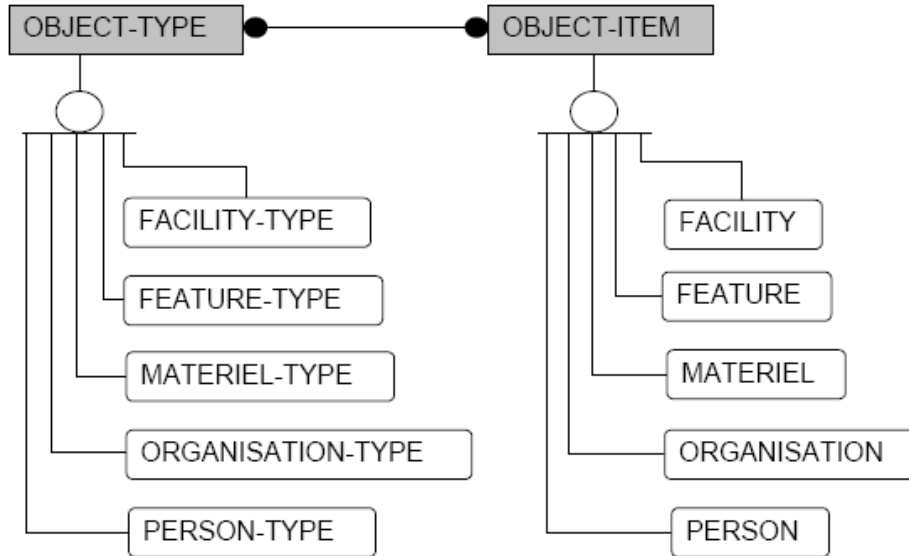 OBJECT-TYPE
OBJECT-ITEM
FACILITY-TYPE
FEATURE-TYPE
MATERIEL-TYPE
ORGANISATION-TYPE
PERSON-TYPE
FACILITY
FEATURE
MATERIEL
ORGANISATION
PERSON